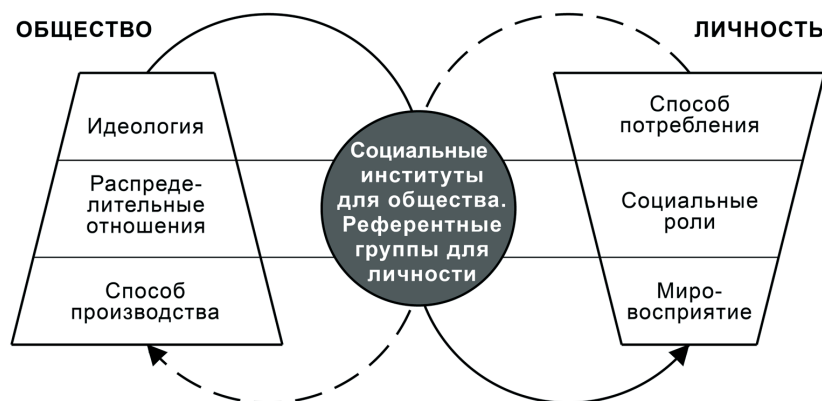 ОБЩЕСТВО
Идеология
Распреде-
лительные
отношения
Способ
производства
Социальные
институты
для общества.
Референтные
группы для
личности
ЛИЧНОСТЬ
Способ
потребления
Социальные
роли
Миро-
восприятие